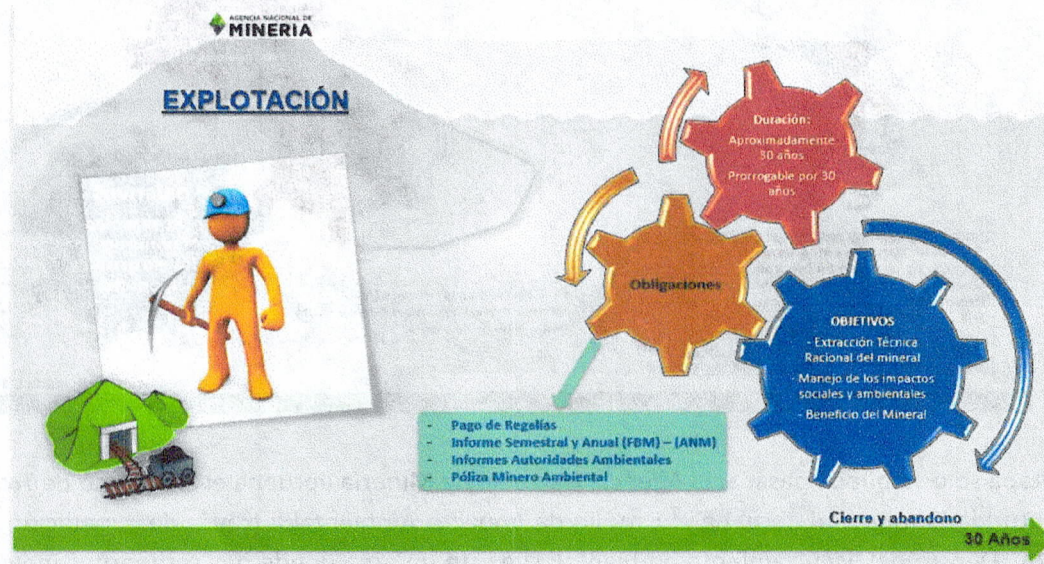 AGENCIA NACIONAL DE
MINERÍA
EXPLOTACIÓN
Duración:
Aproximadamente
30 años
Prorrogable por 30
años
Obligaciones
OBJETIVOS
- Extracción Técnica
Racional del mineral
- Manejo de los impactos
sociales y ambientales
- Beneficio del Mineral
- Pago de Regalías
- Informe Semestral y Anual (FBM) – (ANM)
- Informes Autoridades Ambientales
- Póliza Minero Ambiental
Cierre y abandono
30 Años